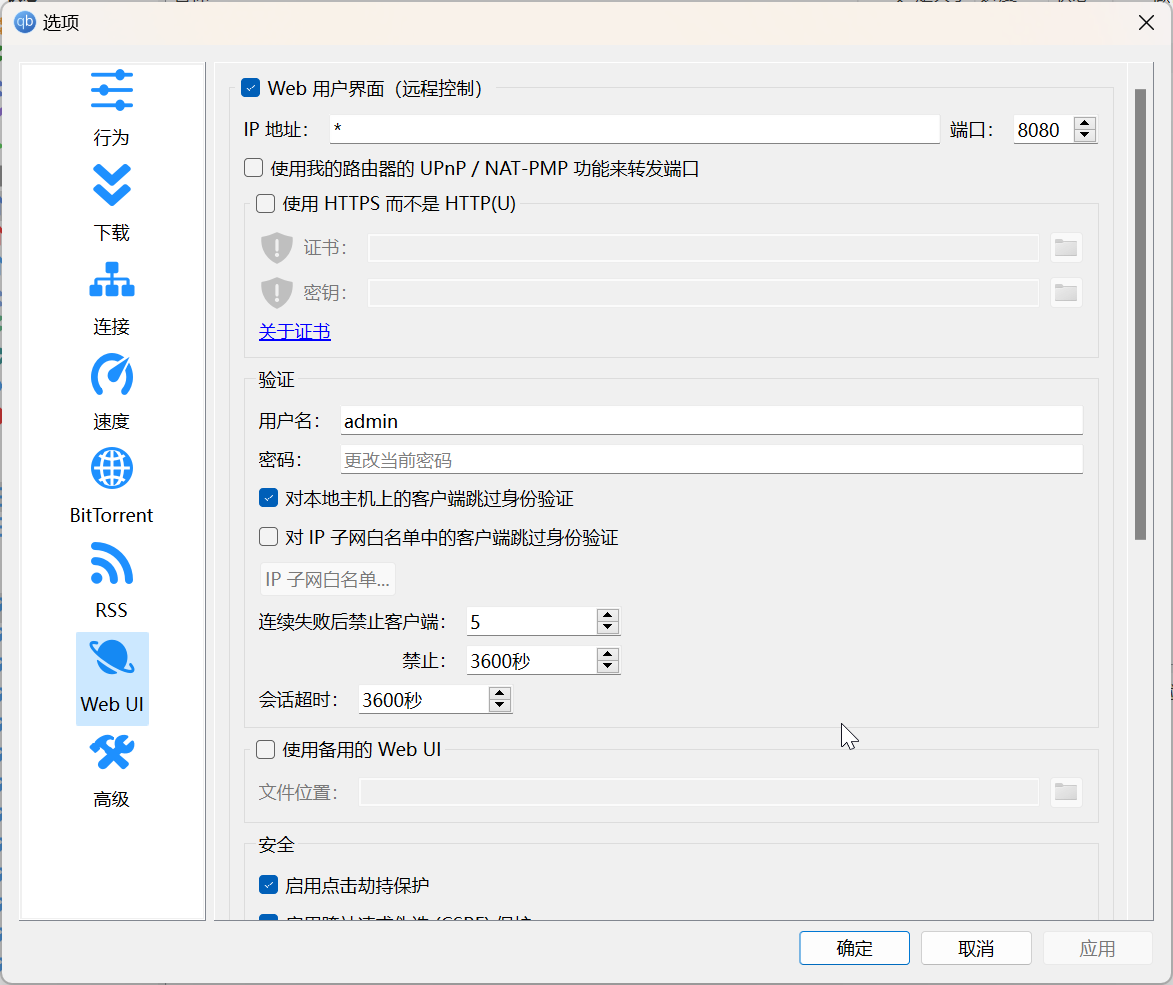 qb 选项
行为
下载
连接
速度
BitTorrent
RSS
Web UI
高级
Web 用户界面（远程控制）
IP 地址： * 端口： 8080
使用我的路由器的 UPnP / NAT-PMP 功能来转发端口
使用 HTTPS 而不是 HTTP(U)
证书：
密钥：
关于证书
验证
用户名： admin
密码： 更改当前密码
对本地主机上的客户端跳过身份验证
对 IP 子网白名单中的客户端跳过身份验证
IP 子网白名单...
连续失败后禁止客户端： 5
禁止： 3600秒
会话超时： 3600秒
使用备用的 Web UI
文件位置：
安全
启用点击劫持保护
确定 取消 应用